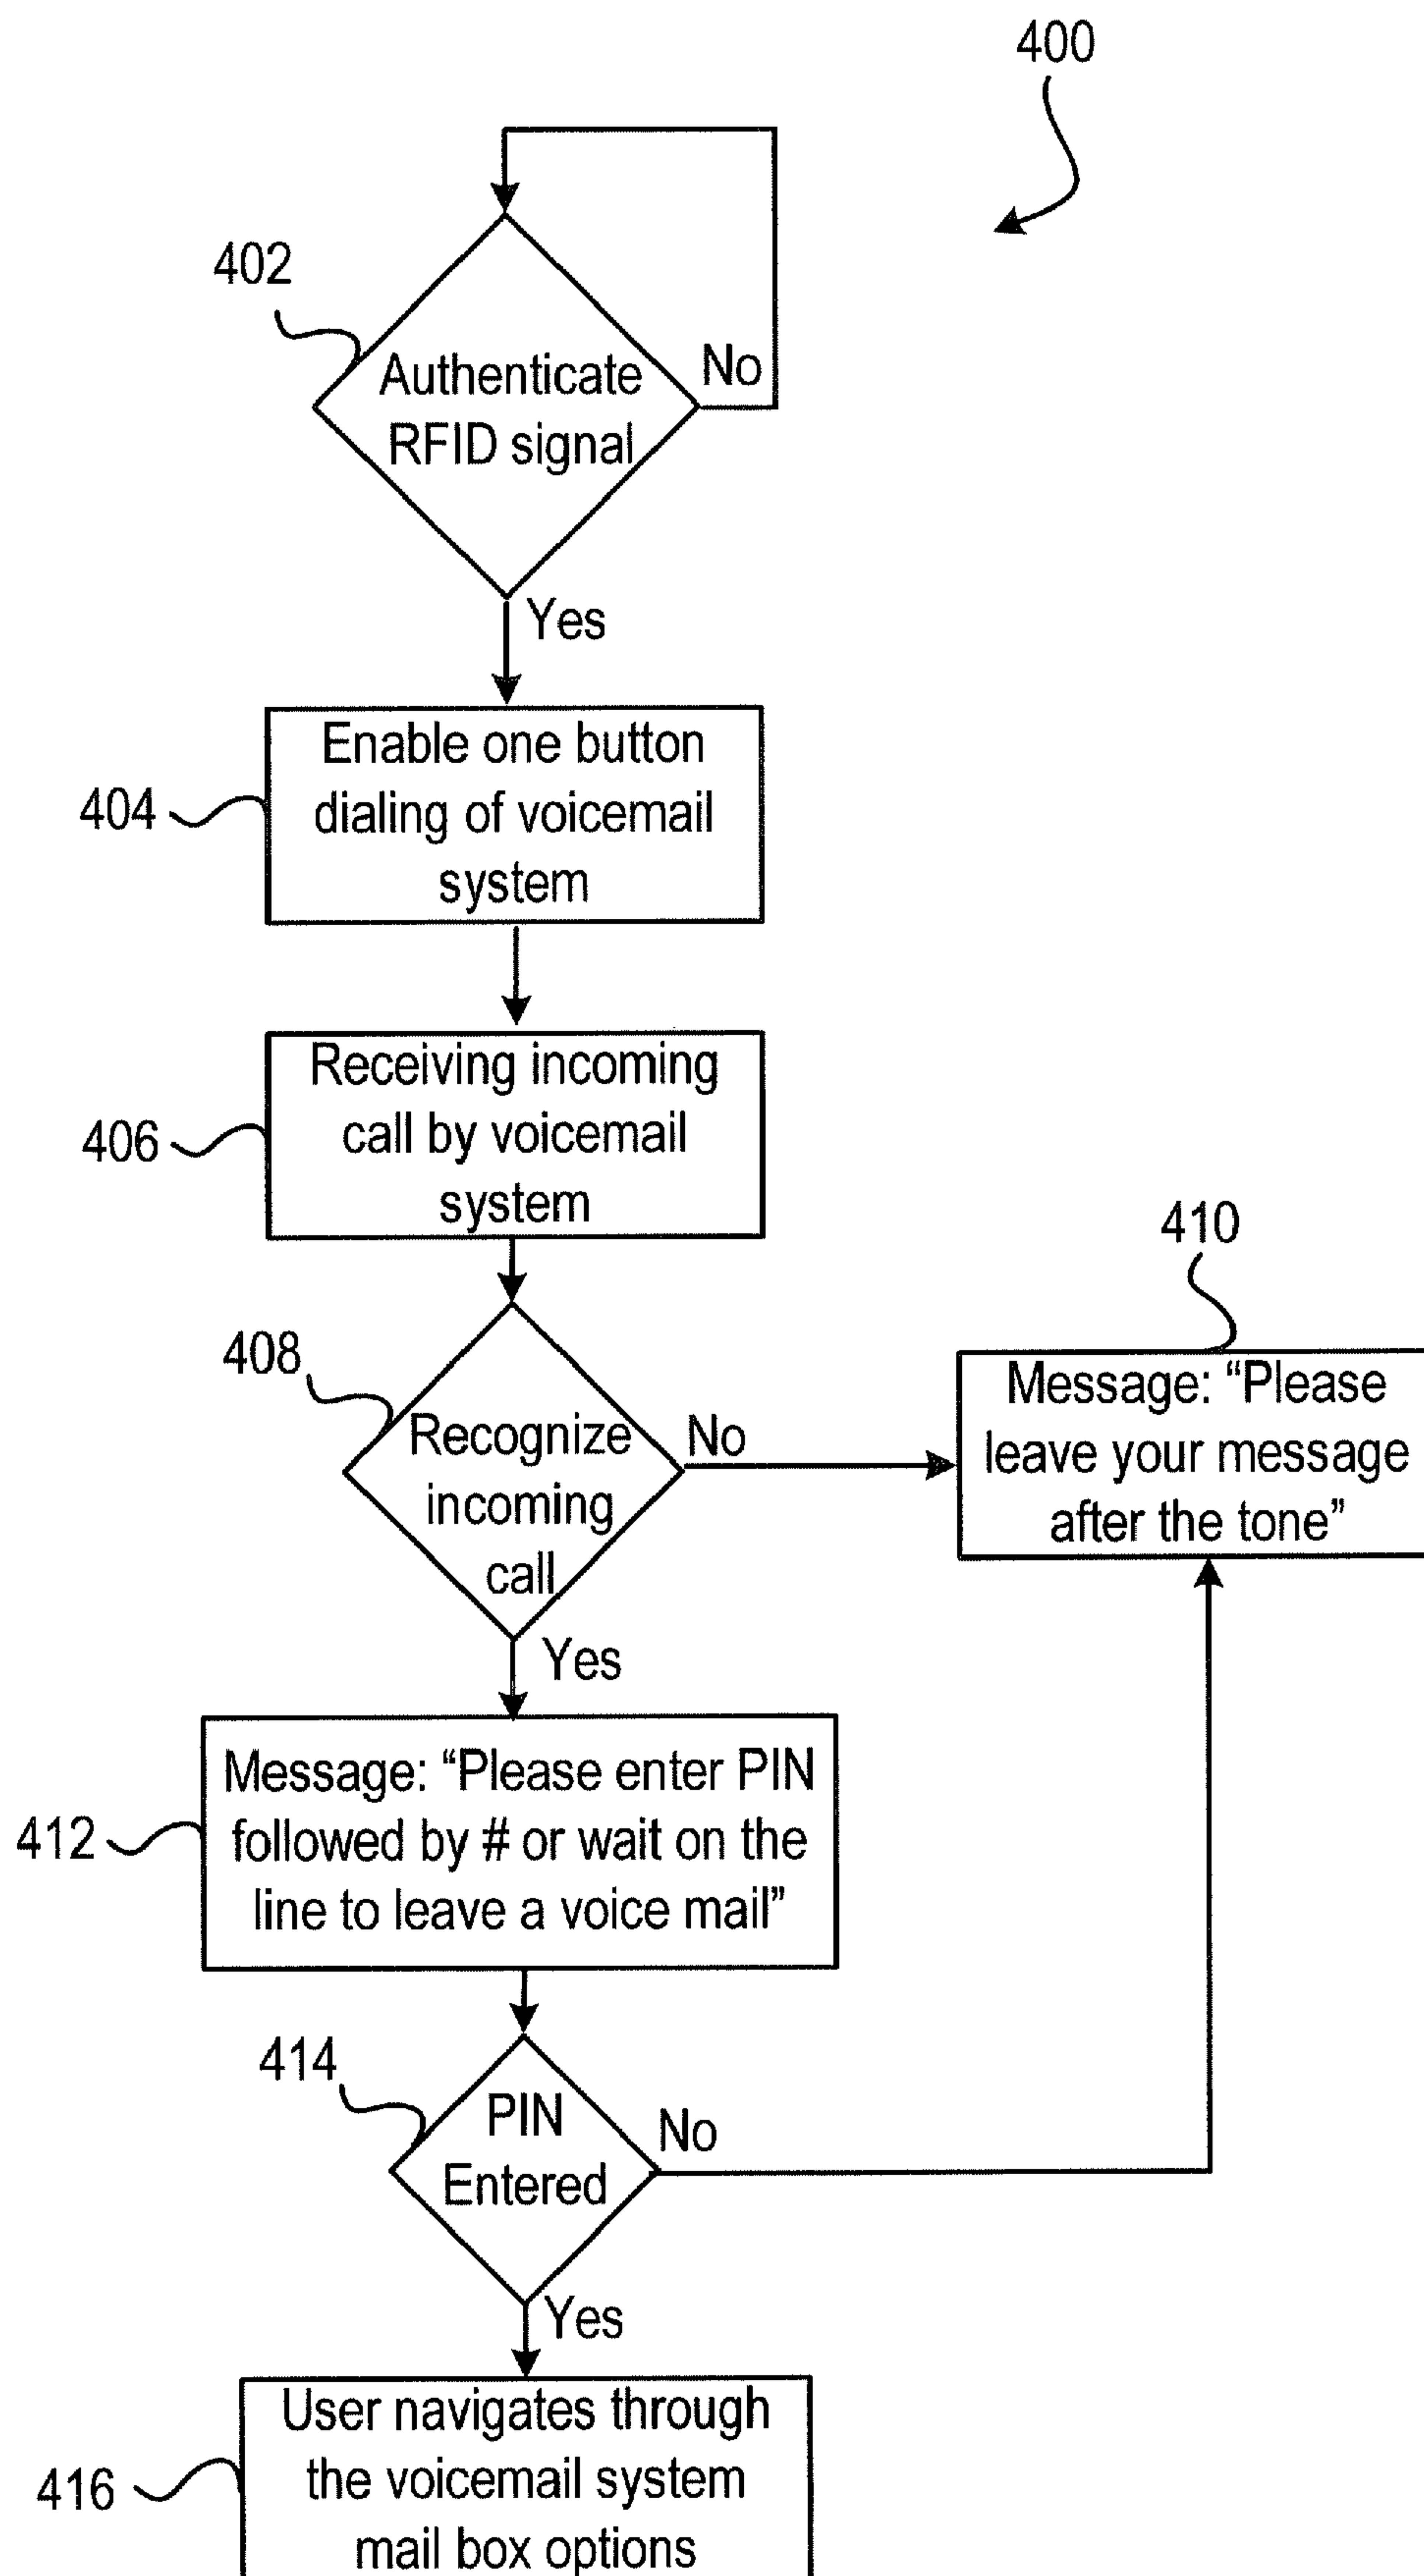 400
402
Authenticate
RFID signal
No
Yes
404
Enable one button
dialing of voicemail
system
406
Receiving incoming
call by voicemail
system
408
Recognize
incoming
call
No
410
Message: “Please
leave your message
after the tone”
Yes
412
Message: “Please enter PIN
followed by # or wait on the
line to leave a voice mail”
414
PIN
Entered
No
Yes
416
User navigates through
the voicemail system
mail box options